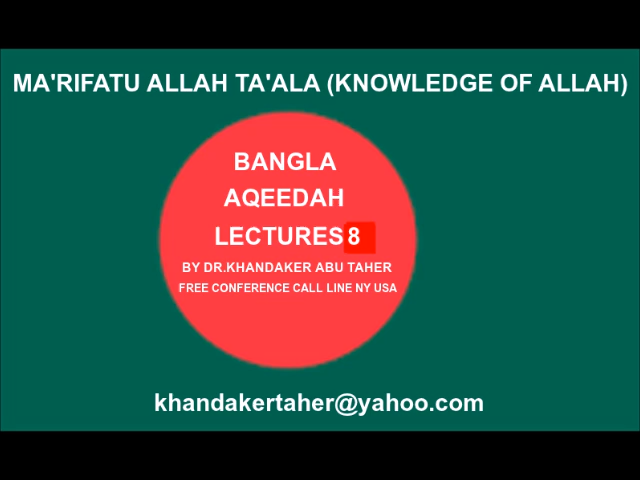 MA'RIFATU ALLAH TA'ALA (KNOWLEDGE OF ALLAH)
BANGLA
AQEEDAH
LECTURES 8
BY DR.KHANDAKER ABU TAHER
FREE CONFERENCE CALL LINE NY USA
khandakertaher@yahoo.com